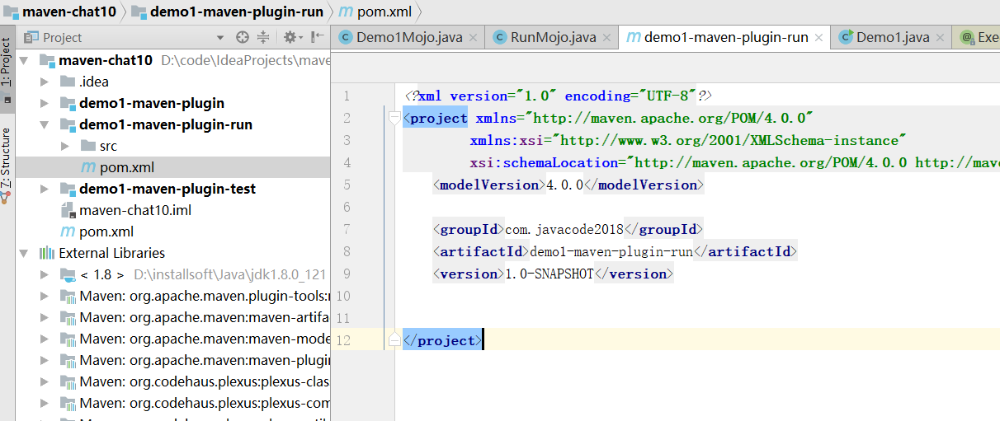 maven-chat10 demo1-maven-plugin-run pom.xml
1: Project
7: Structure
Project
maven-chat10 D:\code\IdeaProjects\mave
.idea
demo1-maven-plugin
demo1-maven-plugin-run
src
pom.xml
demo1-maven-plugin-test
maven-chat10.iml
pom.xml
External Libraries
< 1.8 > D:\installsoft\Java\jdk1.8.0_121
Maven: org.apache.maven.plugin-tools:m
Maven: org.apache.maven:maven-artifa
Maven: org.apache.maven:maven-mode
Maven: org.apache.maven:maven-plugin
Maven: org.codehaus.plexus:plexus-clas
Maven: org.codehaus.plexus:plexus-com
Demo1Mojo.java RunMojo.java demo1-maven-plugin-run Demo1.java Exe
1 <?xml version="1.0" encoding="UTF-8"?>
2 <project xmlns="http://maven.apache.org/POM/4.0.0"
3 xmlns:xsi="http://www.w3.org/2001/XMLSchema-instance"
4 xsi:schemaLocation="http://maven.apache.org/POM/4.0.0 http://mave
5 <modelVersion>4.0.0</modelVersion>
6
7 <groupId>com.javacode2018</groupId>
8 <artifactId>demo1-maven-plugin-run</artifactId>
9 <version>1.0-SNAPSHOT</version>
10
11
12 </project>